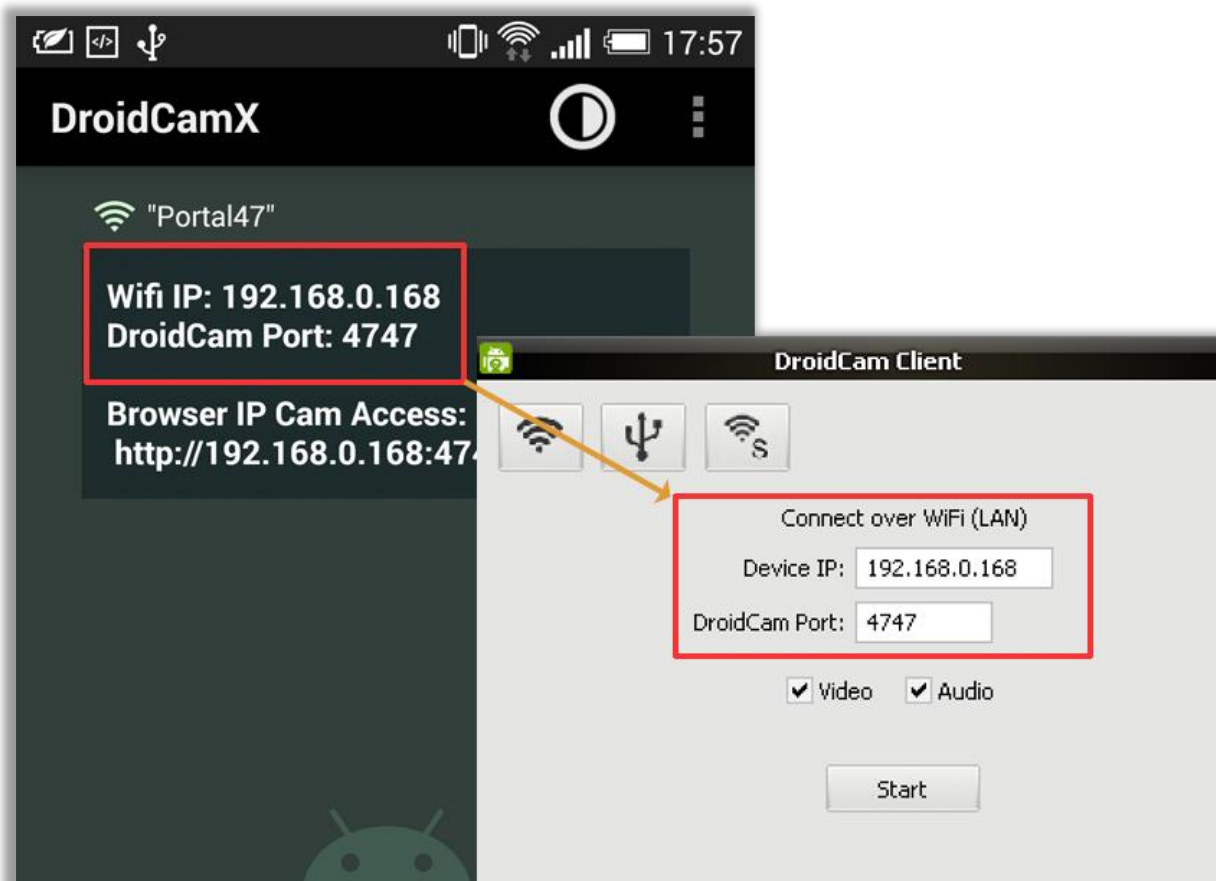 17:57
DroidCamX
"Portal47"
Wifi IP: 192.168.0.168
DroidCam Port: 4747
Browser IP Cam Access:
http://192.168.0.168:47
DroidCam Client
S
Connect over WiFi (LAN)
Device IP: 192.168.0.168
DroidCam Port: 4747
Video Audio
Start